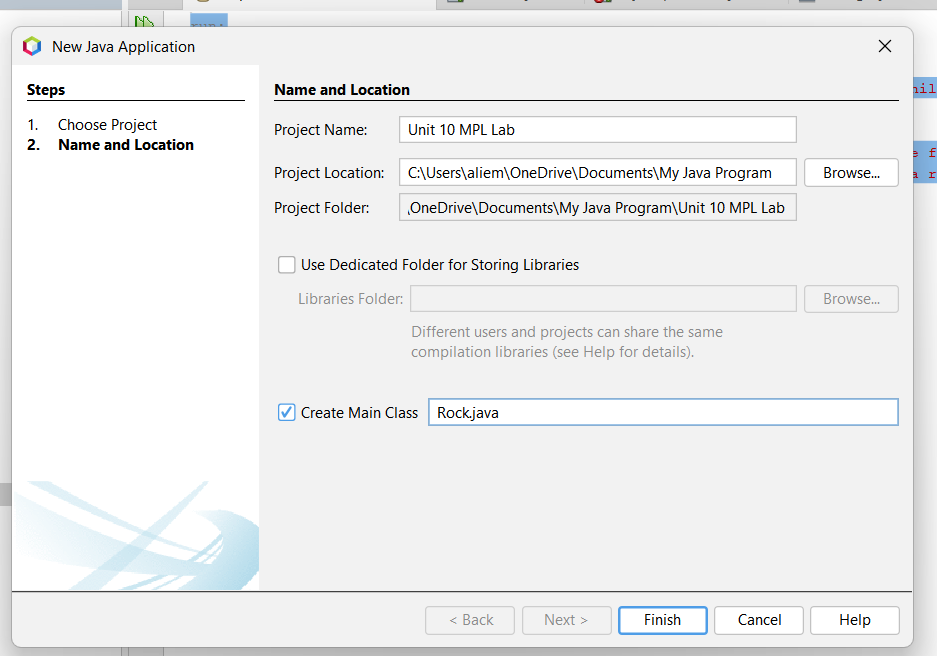 New Java Application
Steps
1. Choose Project
2. Name and Location
Name and Location
Project Name: Unit 10 MPL Lab
Project Location: C:\Users\aliem\OneDrive\Documents\My Java Program Browse...
Project Folder: OneDrive\Documents\My Java Program\Unit 10 MPL Lab
Use Dedicated Folder for Storing Libraries
Libraries Folder: Browse...
Different users and projects can share the same
compilation libraries (see Help for details).
Create Main Class Rock.java
< Back Next > Finish Cancel Help